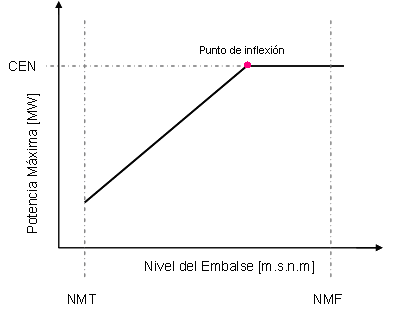 Punto de inflexión
CEN
Potencia Máxima [MW]
Nivel del Embalse [m.s.n.m]
NMT
NMF